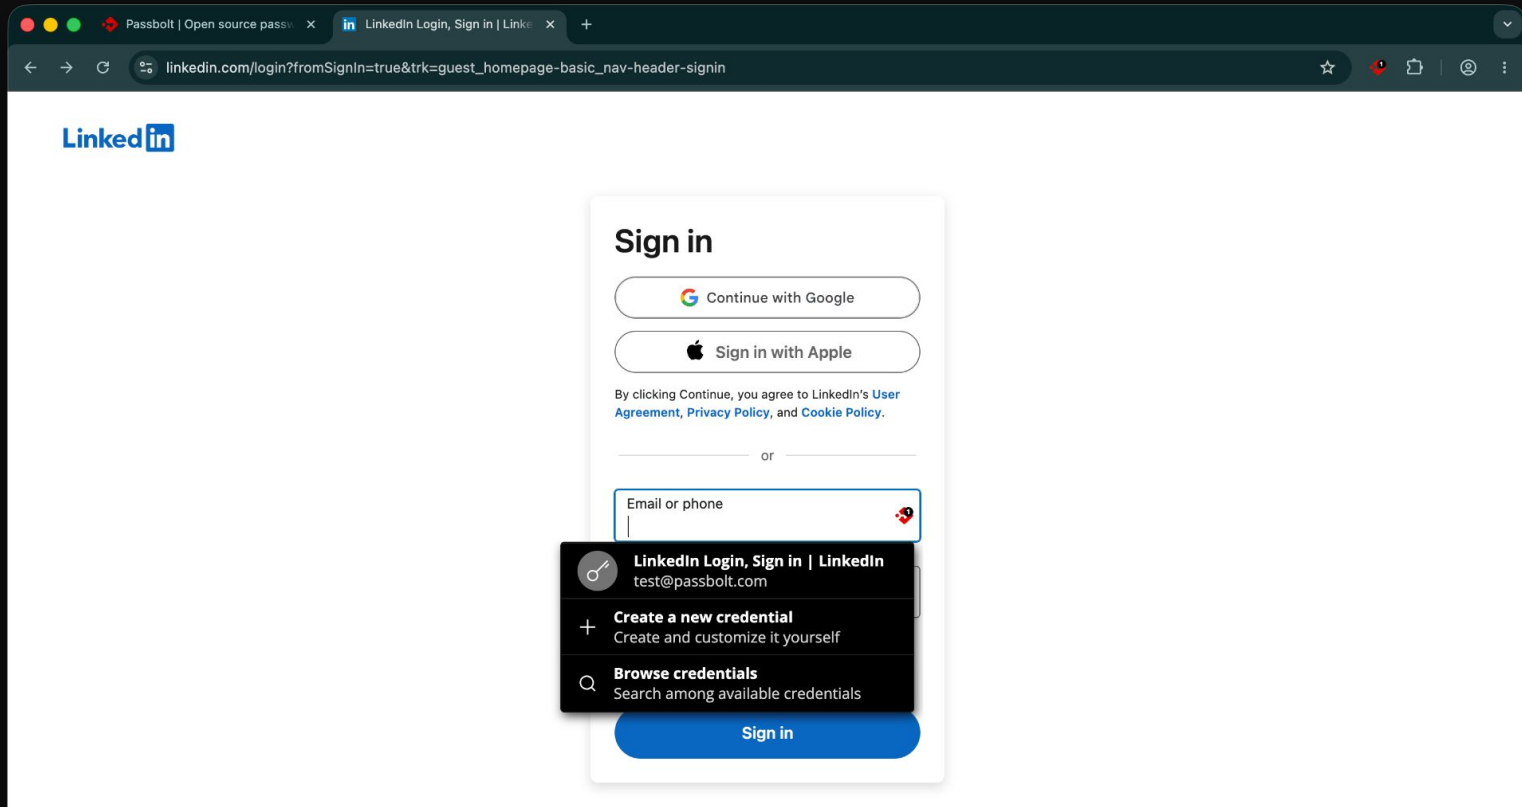 Passbolt | Open source passw
LinkedIn Login, Sign in | Linke
linkedin.com/login?fromSignIn=true&trk=guest_homepage-basic_nav-header-signin
1
Linked in
Sign in
Continue with Google
Sign in with Apple
By clicking Continue, you agree to LinkedIn's User
Agreement, Privacy Policy, and Cookie Policy.
or
Email or phone
1
LinkedIn Login, Sign in | LinkedIn
test@passbolt.com
Create a new credential
Create and customize it yourself
Browse credentials
Search among available credentials
Sign in